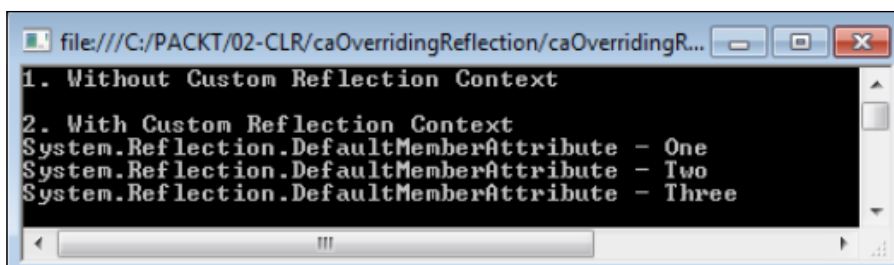 file:///C:/PACKT/02-CLR/caOverridingReflection/caOverridingR...
1. Without Custom Reflection Context
2. With Custom Reflection Context
System.Reflection.DefaultMemberAttribute - One
System.Reflection.DefaultMemberAttribute - Two
System.Reflection.DefaultMemberAttribute - Three